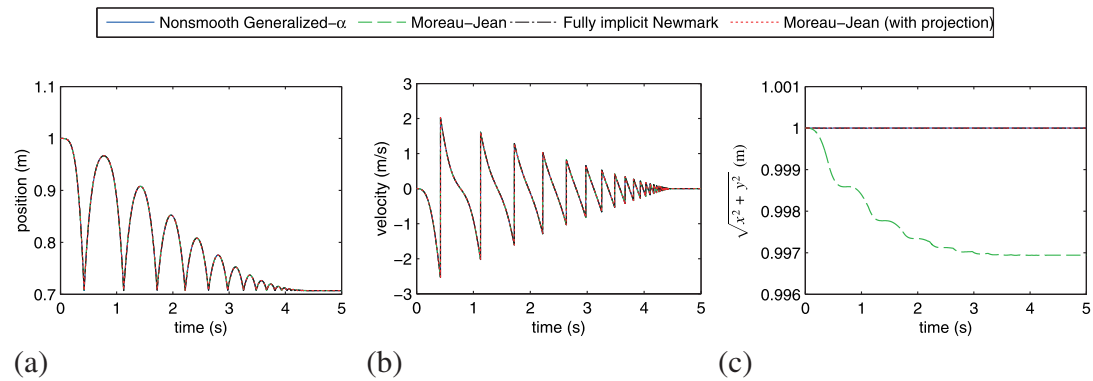 Nonsmooth Generalized−α Moreau−Jean Fully implicit Newmark Moreau−Jean (with projection)
1.1
1
0.9
0.8
0.7
0 1 2 3 4 5
position (m)
time (s)
(a)
3
2
1
0
−1
−2
−3
0 1 2 3 4 5
velocity (m/s)
time (s)
(b)
1.001
1
0.999
0.998
0.997
0.996
0 1 2 3 4 5
√x² + y² (m)
time (s)
(c)